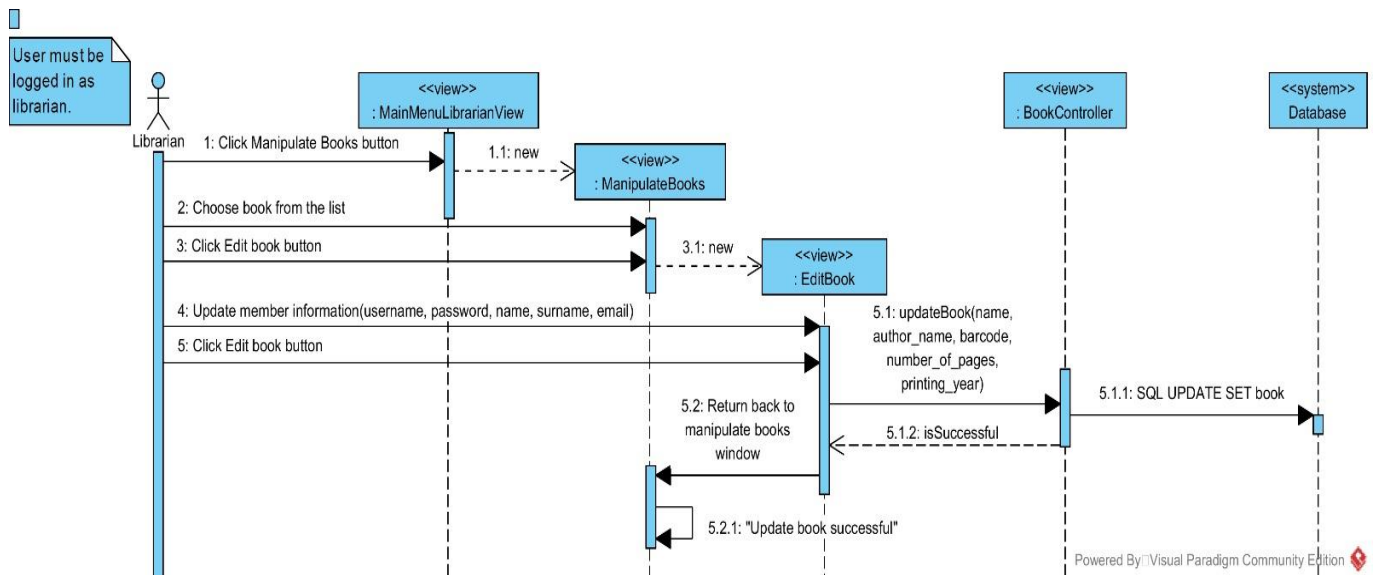 User must be
logged in as
librarian.
Librarian
<<view>>
: MainMenuLibrarianView
<<view>>
: BookController
<<system>>
Database
1: Click Manipulate Books button
1.1: new
<<view>>
: ManipulateBooks
2: Choose book from the list
3: Click Edit book button
3.1: new
<<view>>
: EditBook
4: Update member information(username, password, name, surname, email)
5: Click Edit book button
5.1: updateBook(name,
author_name, barcode,
number_of_pages,
printing_year)
5.1.1: SQL UPDATE SET book
5.1.2: isSuccessful
5.2: Return back to
manipulate books
window
5.2.1: "Update book successful"
Powered By□Visual Paradigm Community Edition